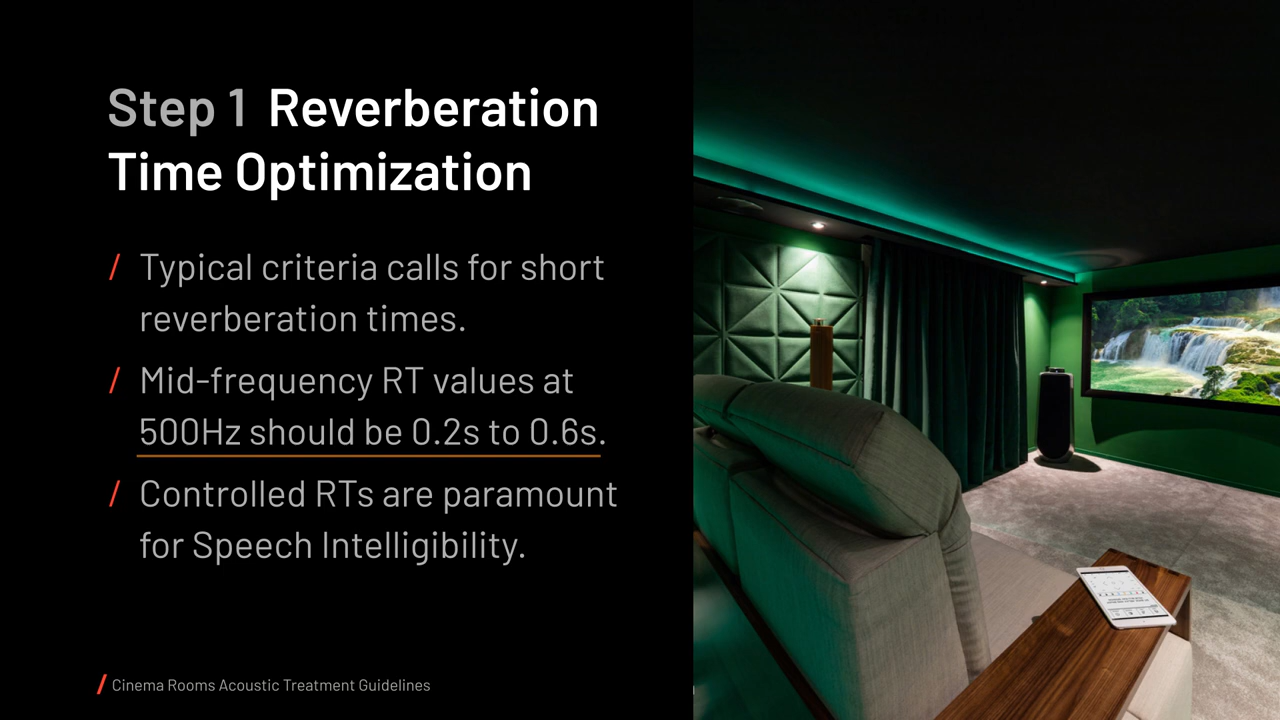 Step 1 Reverberation
Time Optimization
/ Typical criteria calls for short
reverberation times.
/ Mid-frequency RT values at
500Hz should be 0.2s to 0.6s.
/ Controlled RTs are paramount
for Speech Intelligibility.
/ Cinema Rooms Acoustic Treatment Guidelines